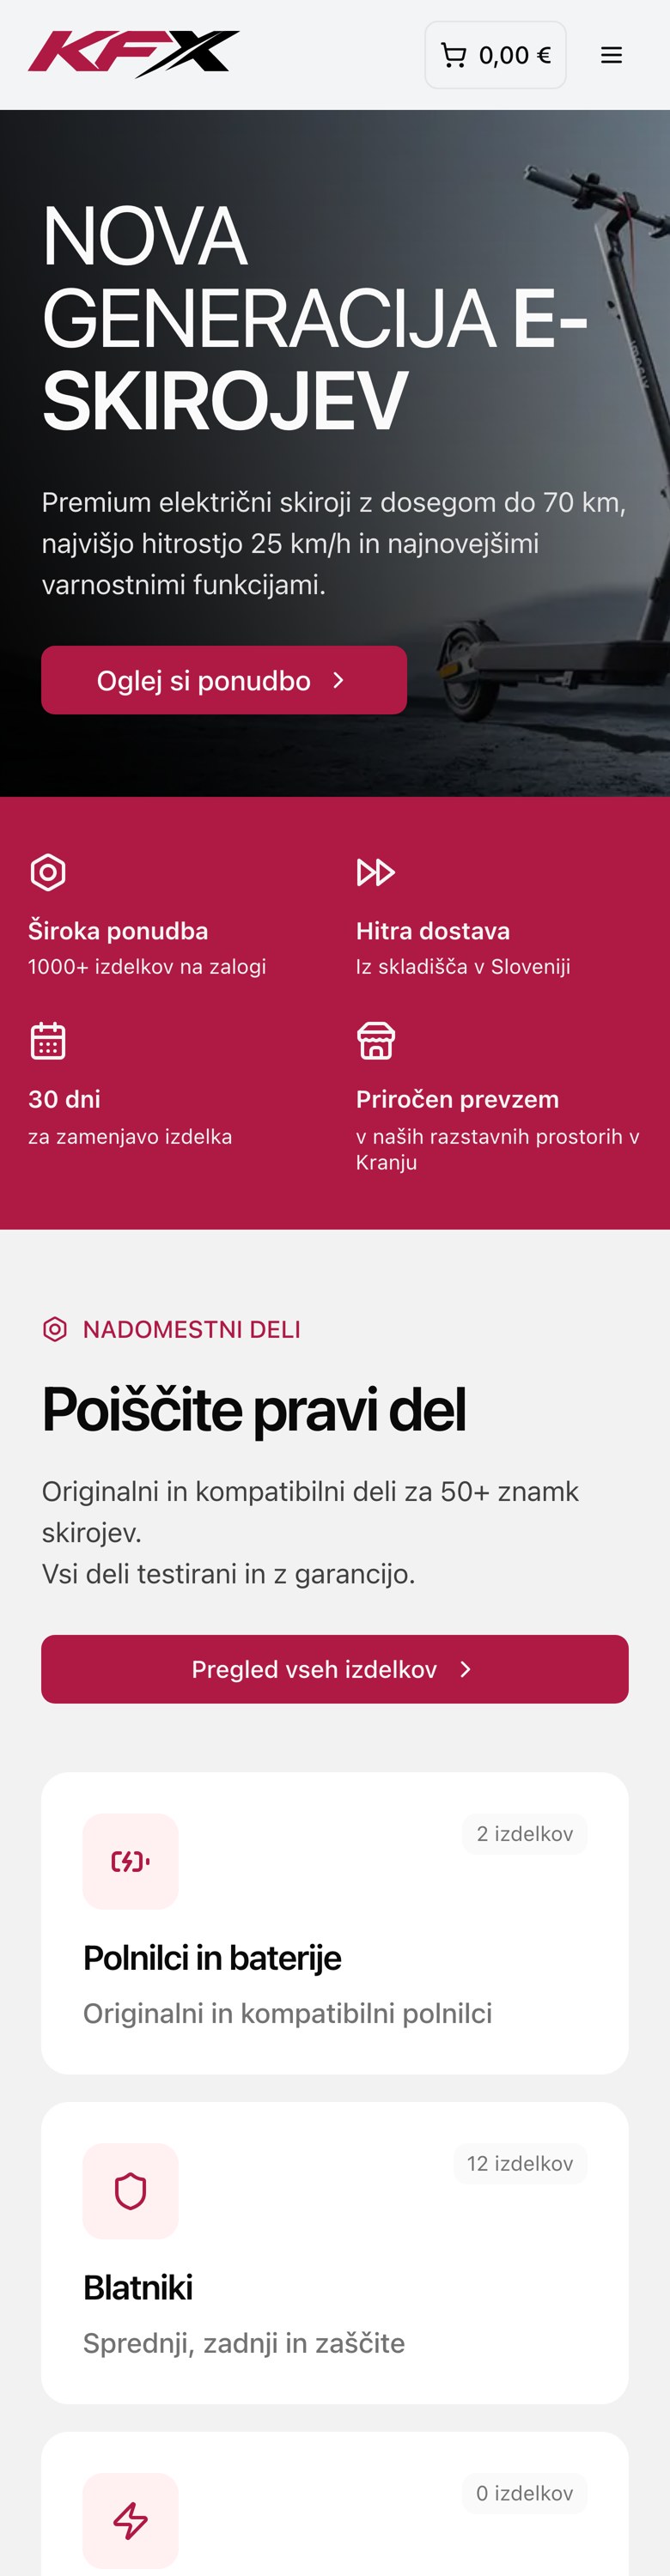 KFX
0,00 €
NOVA
GENERACIJA E-
SKIROJEV
Premium električni skiroji z dosegom do 70 km,
najvišjo hitrostjo 25 km/h in najnovejšimi
varnostnimi funkcijami.
Oglej si ponudbo
Široka ponudba
1000+ izdelkov na zalogi
Hitra dostava
Iz skladišča v Sloveniji
30 dni
za zamenjavo izdelka
Priročen prevzem
v naših razstavnih prostorih v
Kranju
NADOMESTNI DELI
Poiščite pravi del
Originalni in kompatibilni deli za 50+ znamk
skirojev.
Vsi deli testirani in z garancijo.
Pregled vseh izdelkov
2 izdelkov
Polnilci in baterije
Originalni in kompatibilni polnilci
12 izdelkov
Blatniki
Sprednji, zadnji in zaščite
0 izdelkov